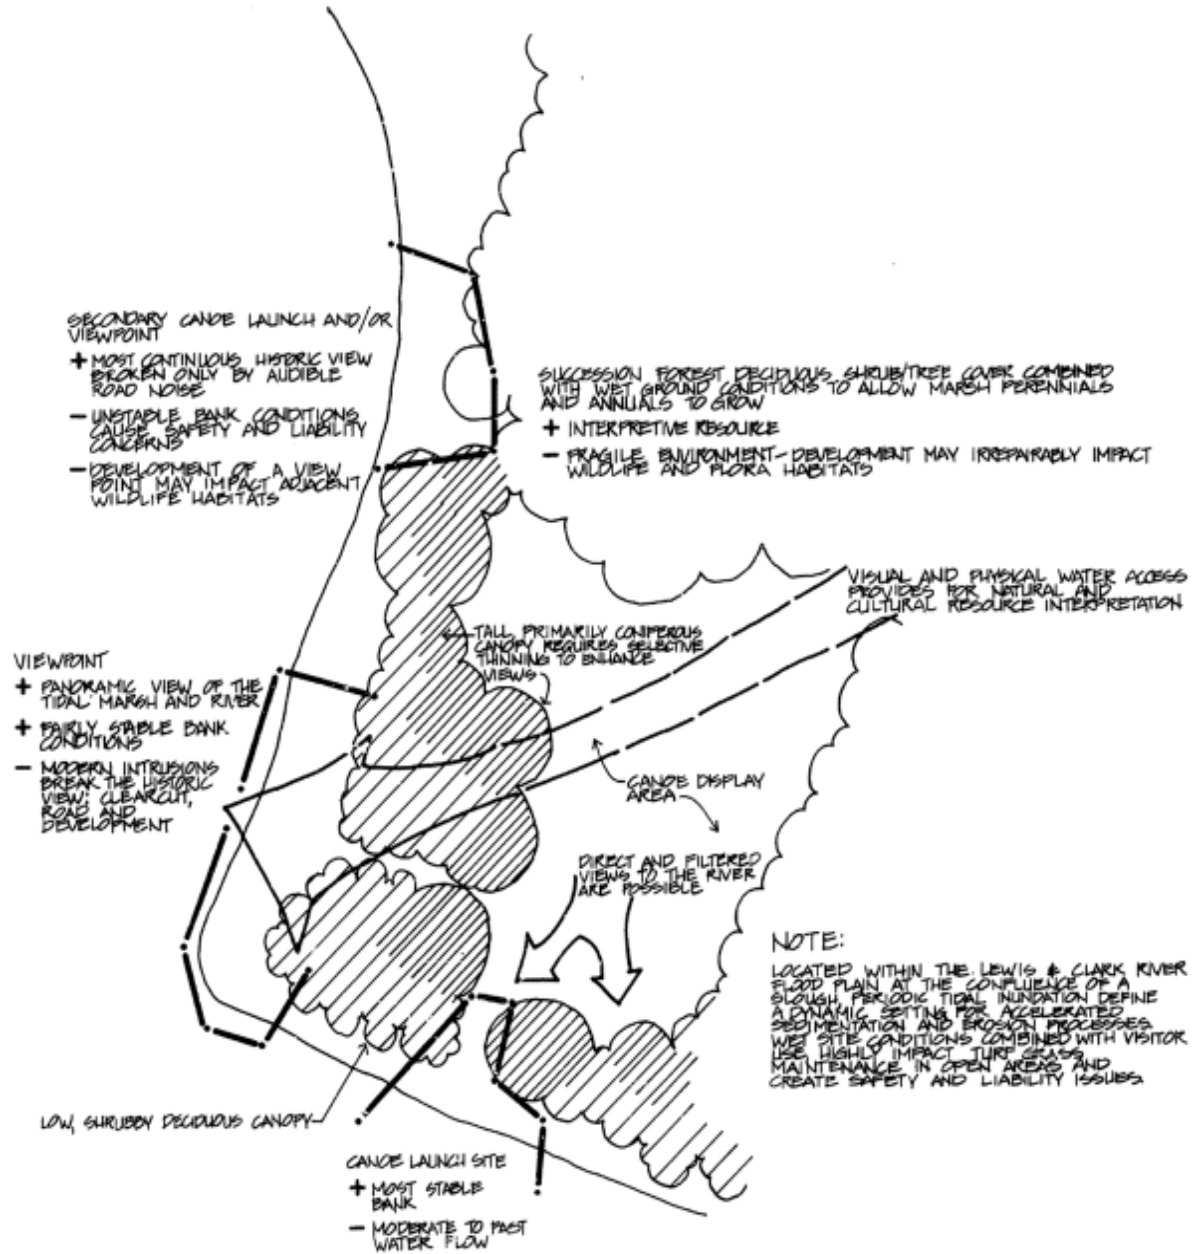 SECONDARY CANOE LAUNCH AND/OR
VIEWPOINT
+ MOST CONTINUOUS HISTORIC VIEW
BROKEN ONLY BY AUDIBLE
ROAD NOISE
- UNSTABLE BANK CONDITIONS
CAUSE SAFETY AND LIABILITY
CONCERNS
- DEVELOPMENT OF A VIEW
POINT MAY IMPACT ADJACENT
WILDLIFE HABITATS
SUCCESSION FOREST DECIDUOUS SHRUB/TREE COVER COMBINED
WITH WET GROUND CONDITIONS TO ALLOW MARSH PERENNIALS
AND ANNUALS TO GROW
+ INTERPRETIVE RESOURCE
- FRAGILE ENVIRONMENT - DEVELOPMENT MAY IRREPAIRABLY IMPACT
WILDLIFE AND FLORA HABITATS
VISUAL AND PHYSICAL WATER ACCESS
PROVIDES FOR NATURAL AND
CULTURAL RESOURCE INTERPRETATION
TALL, PRIMARILY CONIFEROUS
CANOPY REQUIRES SELECTIVE
THINNING TO ENHANCE
VIEWS
VIEWPOINT
+ PANORAMIC VIEW OF THE
TIDAL MARSH AND RIVER
+ FAIRLY STABLE BANK
CONDITIONS
- MODERN INTRUSIONS
BREAK THE HISTORIC
VIEW: CLEARCUT,
ROAD AND
DEVELOPMENT
CANOE DISPLAY
AREA
DIRECT AND FILTERED
VIEWS TO THE RIVER
ARE POSSIBLE
NOTE:
LOCATED WITHIN THE LEWIS & CLARK RIVER
FLOOD PLAIN AT THE CONFLUENCE OF A
SLOUGH, PERIODIC TIDAL INUNDATION DEFINE
A DYNAMIC SETTING FOR ACCELERATED
SEDIMENTATION AND EROSION PROCESSES.
WET SITE CONDITIONS COMBINED WITH VISITOR
USE HIGHLY IMPACT TURF GRASS
MAINTENANCE IN OPEN AREAS AND
CREATE SAFETY AND LIABILITY ISSUES.
LOW, SHRUBBY DECIDUOUS CANOPY
CANOE LAUNCH SITE
+ MOST STABLE
BANK
- MODERATE TO FAST
WATER FLOW